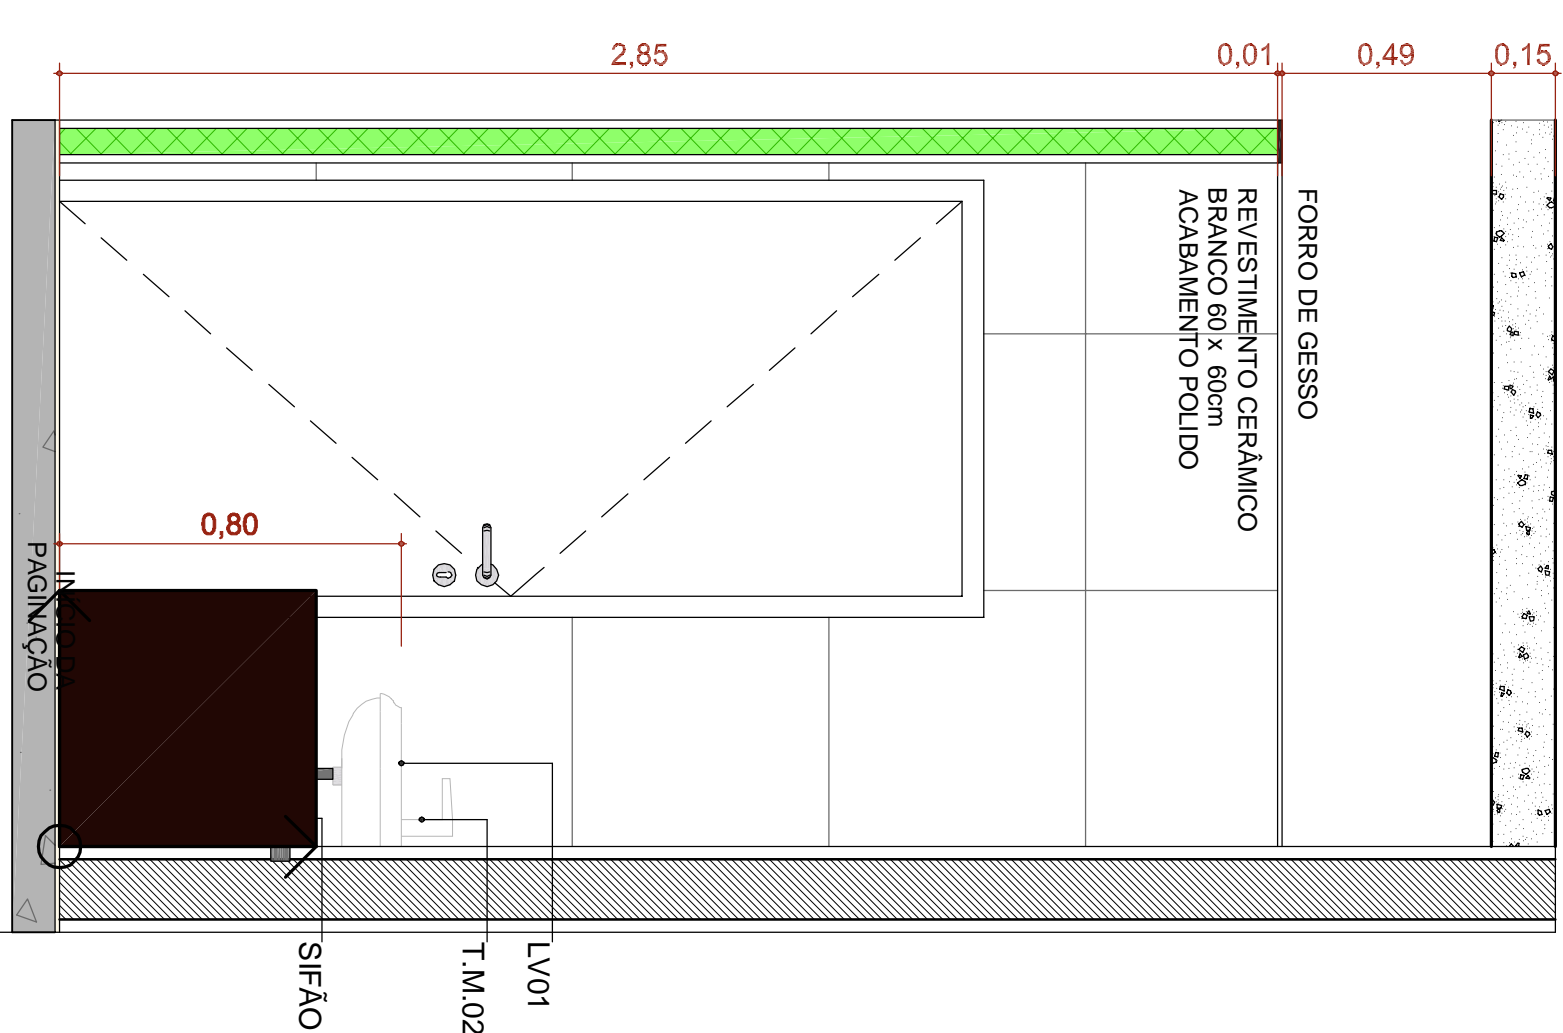 2,85
0,01
0,49
0,15
FORRO DE GESSO
REVESTIMENTO CERÂMICO
BRANCO 60 x 60cm
ACABAMENTO POLIDO
0,80
INÍCIO DA
PAGINAÇÃO
LV01
T.M.02
SIFÃO